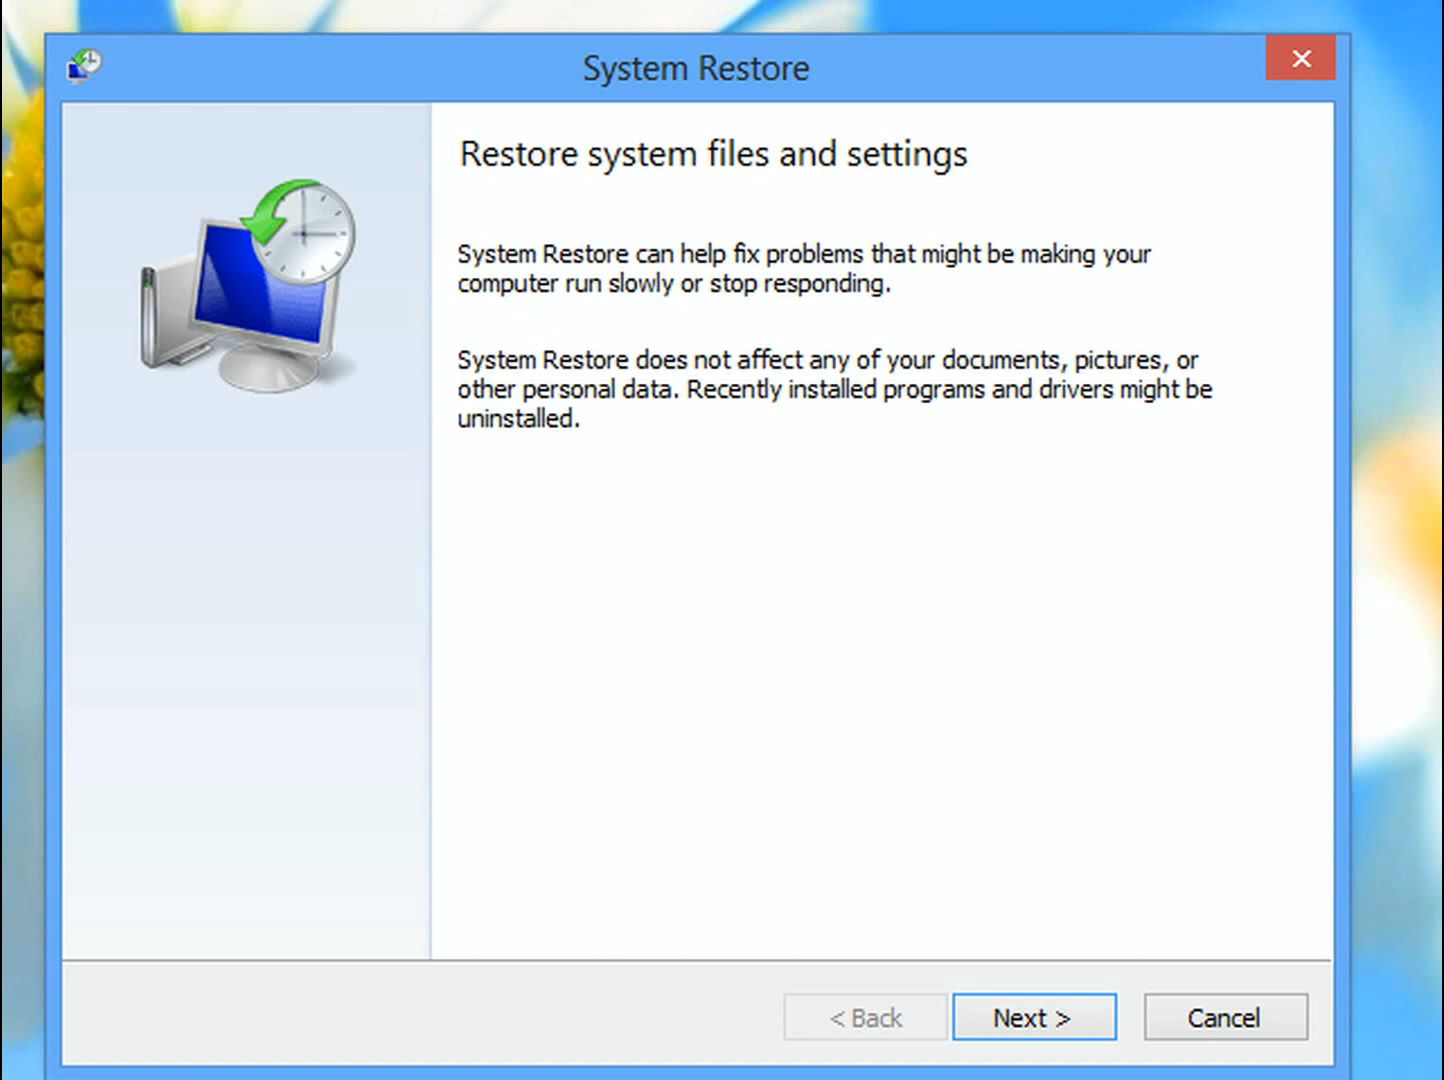 System Restore
Restore system files and settings
System Restore can help fix problems that might be making your
computer run slowly or stop responding.
System Restore does not affect any of your documents, pictures, or
other personal data. Recently installed programs and drivers might be
uninstalled.
< Back
Next >
Cancel